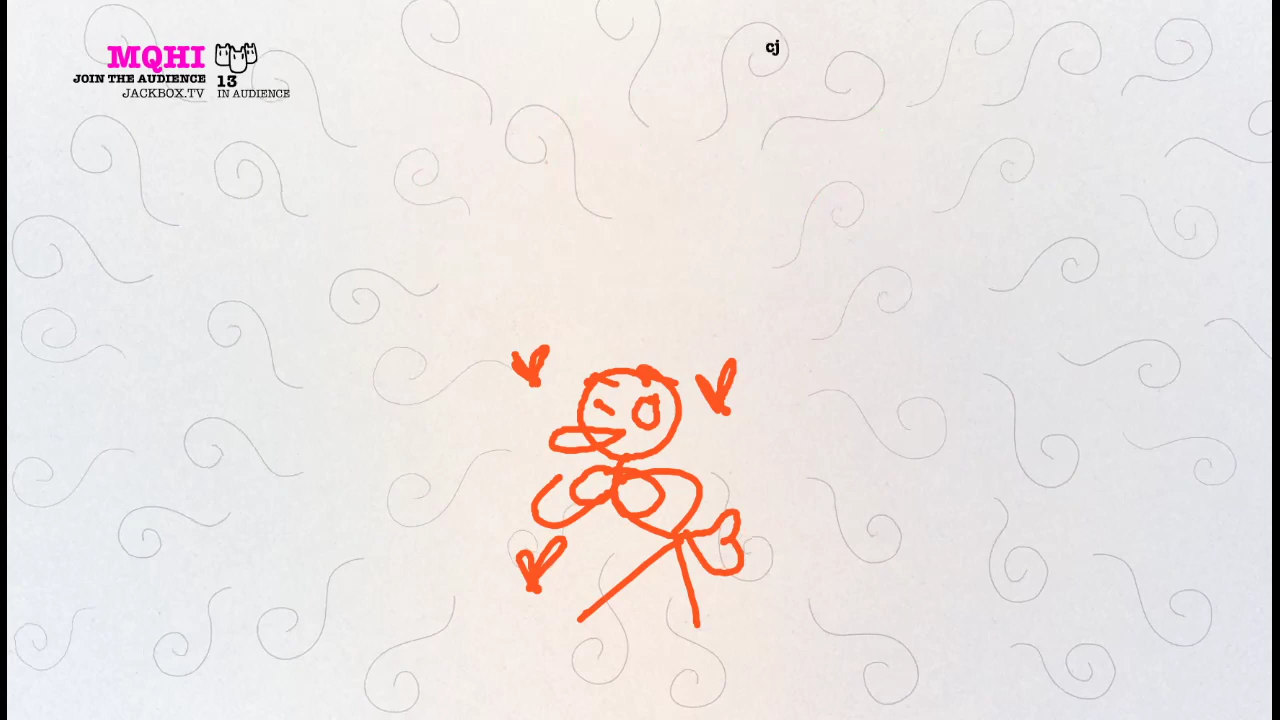 MQHI
JOIN THE AUDIENCE
JACKBOX.TV
13
IN AUDIENCE
cj